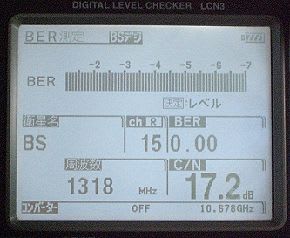 DIGITAL LEVEL CHECKER LCN3
BER測定 BSデジ
-2 -3 -4 -5 -6 -7
BER
決定:レベル
衛星名 ch R BER
BS 15 0.00
周波数 C/N
1318 MHz 17.2 dB
コンバーター OFF 10.678GHz